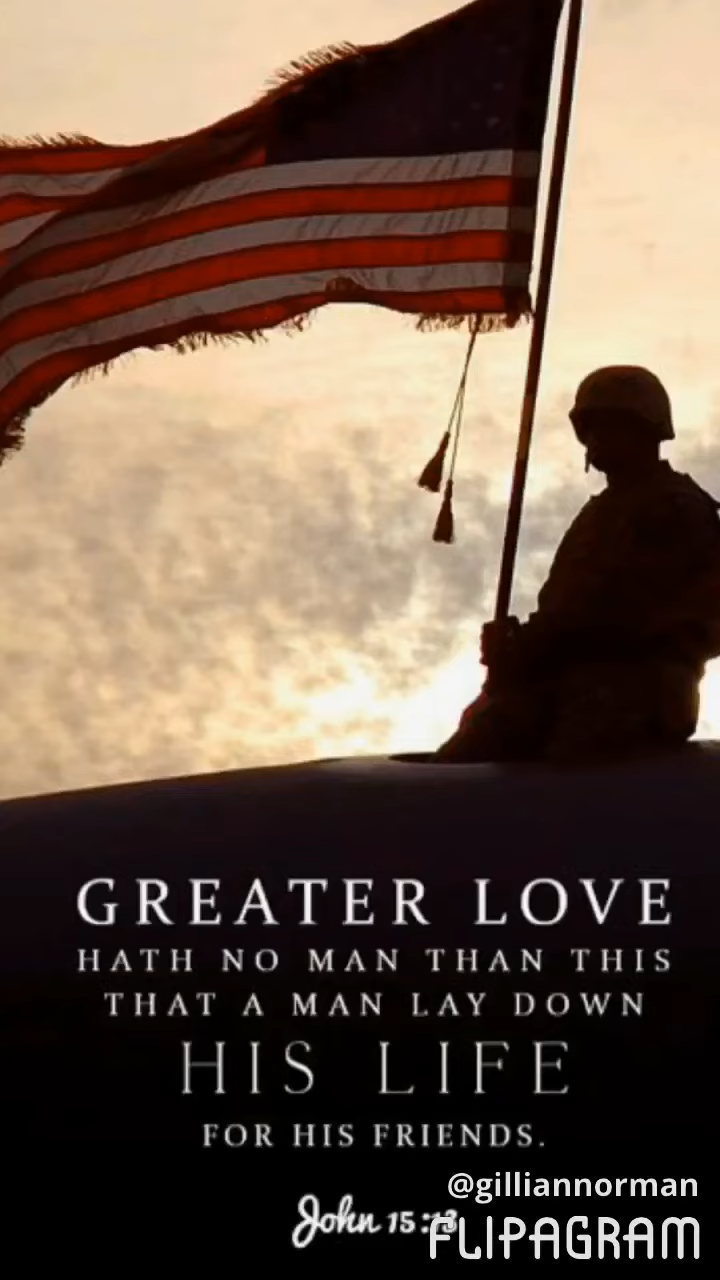 GREATER LOVE
HATH NO MAN THAN THIS
THAT A MAN LAY DOWN
HIS LIFE
FOR HIS FRIENDS.
@gilliannorman
John 15:13
FLIPAGRAM